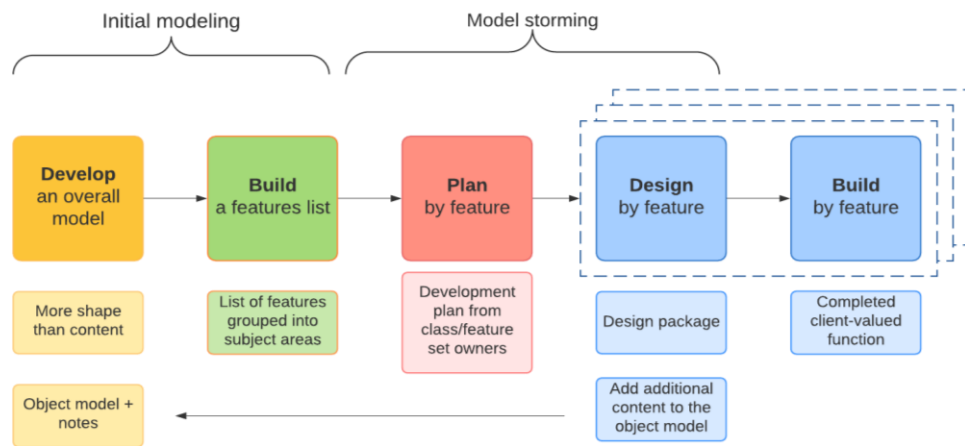 Initial modeling
Model storming
Develop
an overall
model
Build
a features list
Plan
by feature
Design
by feature
Build
by feature
More shape
than content
List of features
grouped into
subject areas
Development
plan from
class/feature
set owners
Design package
Completed
client-valued
function
Object model +
notes
Add additional
content to the
object model